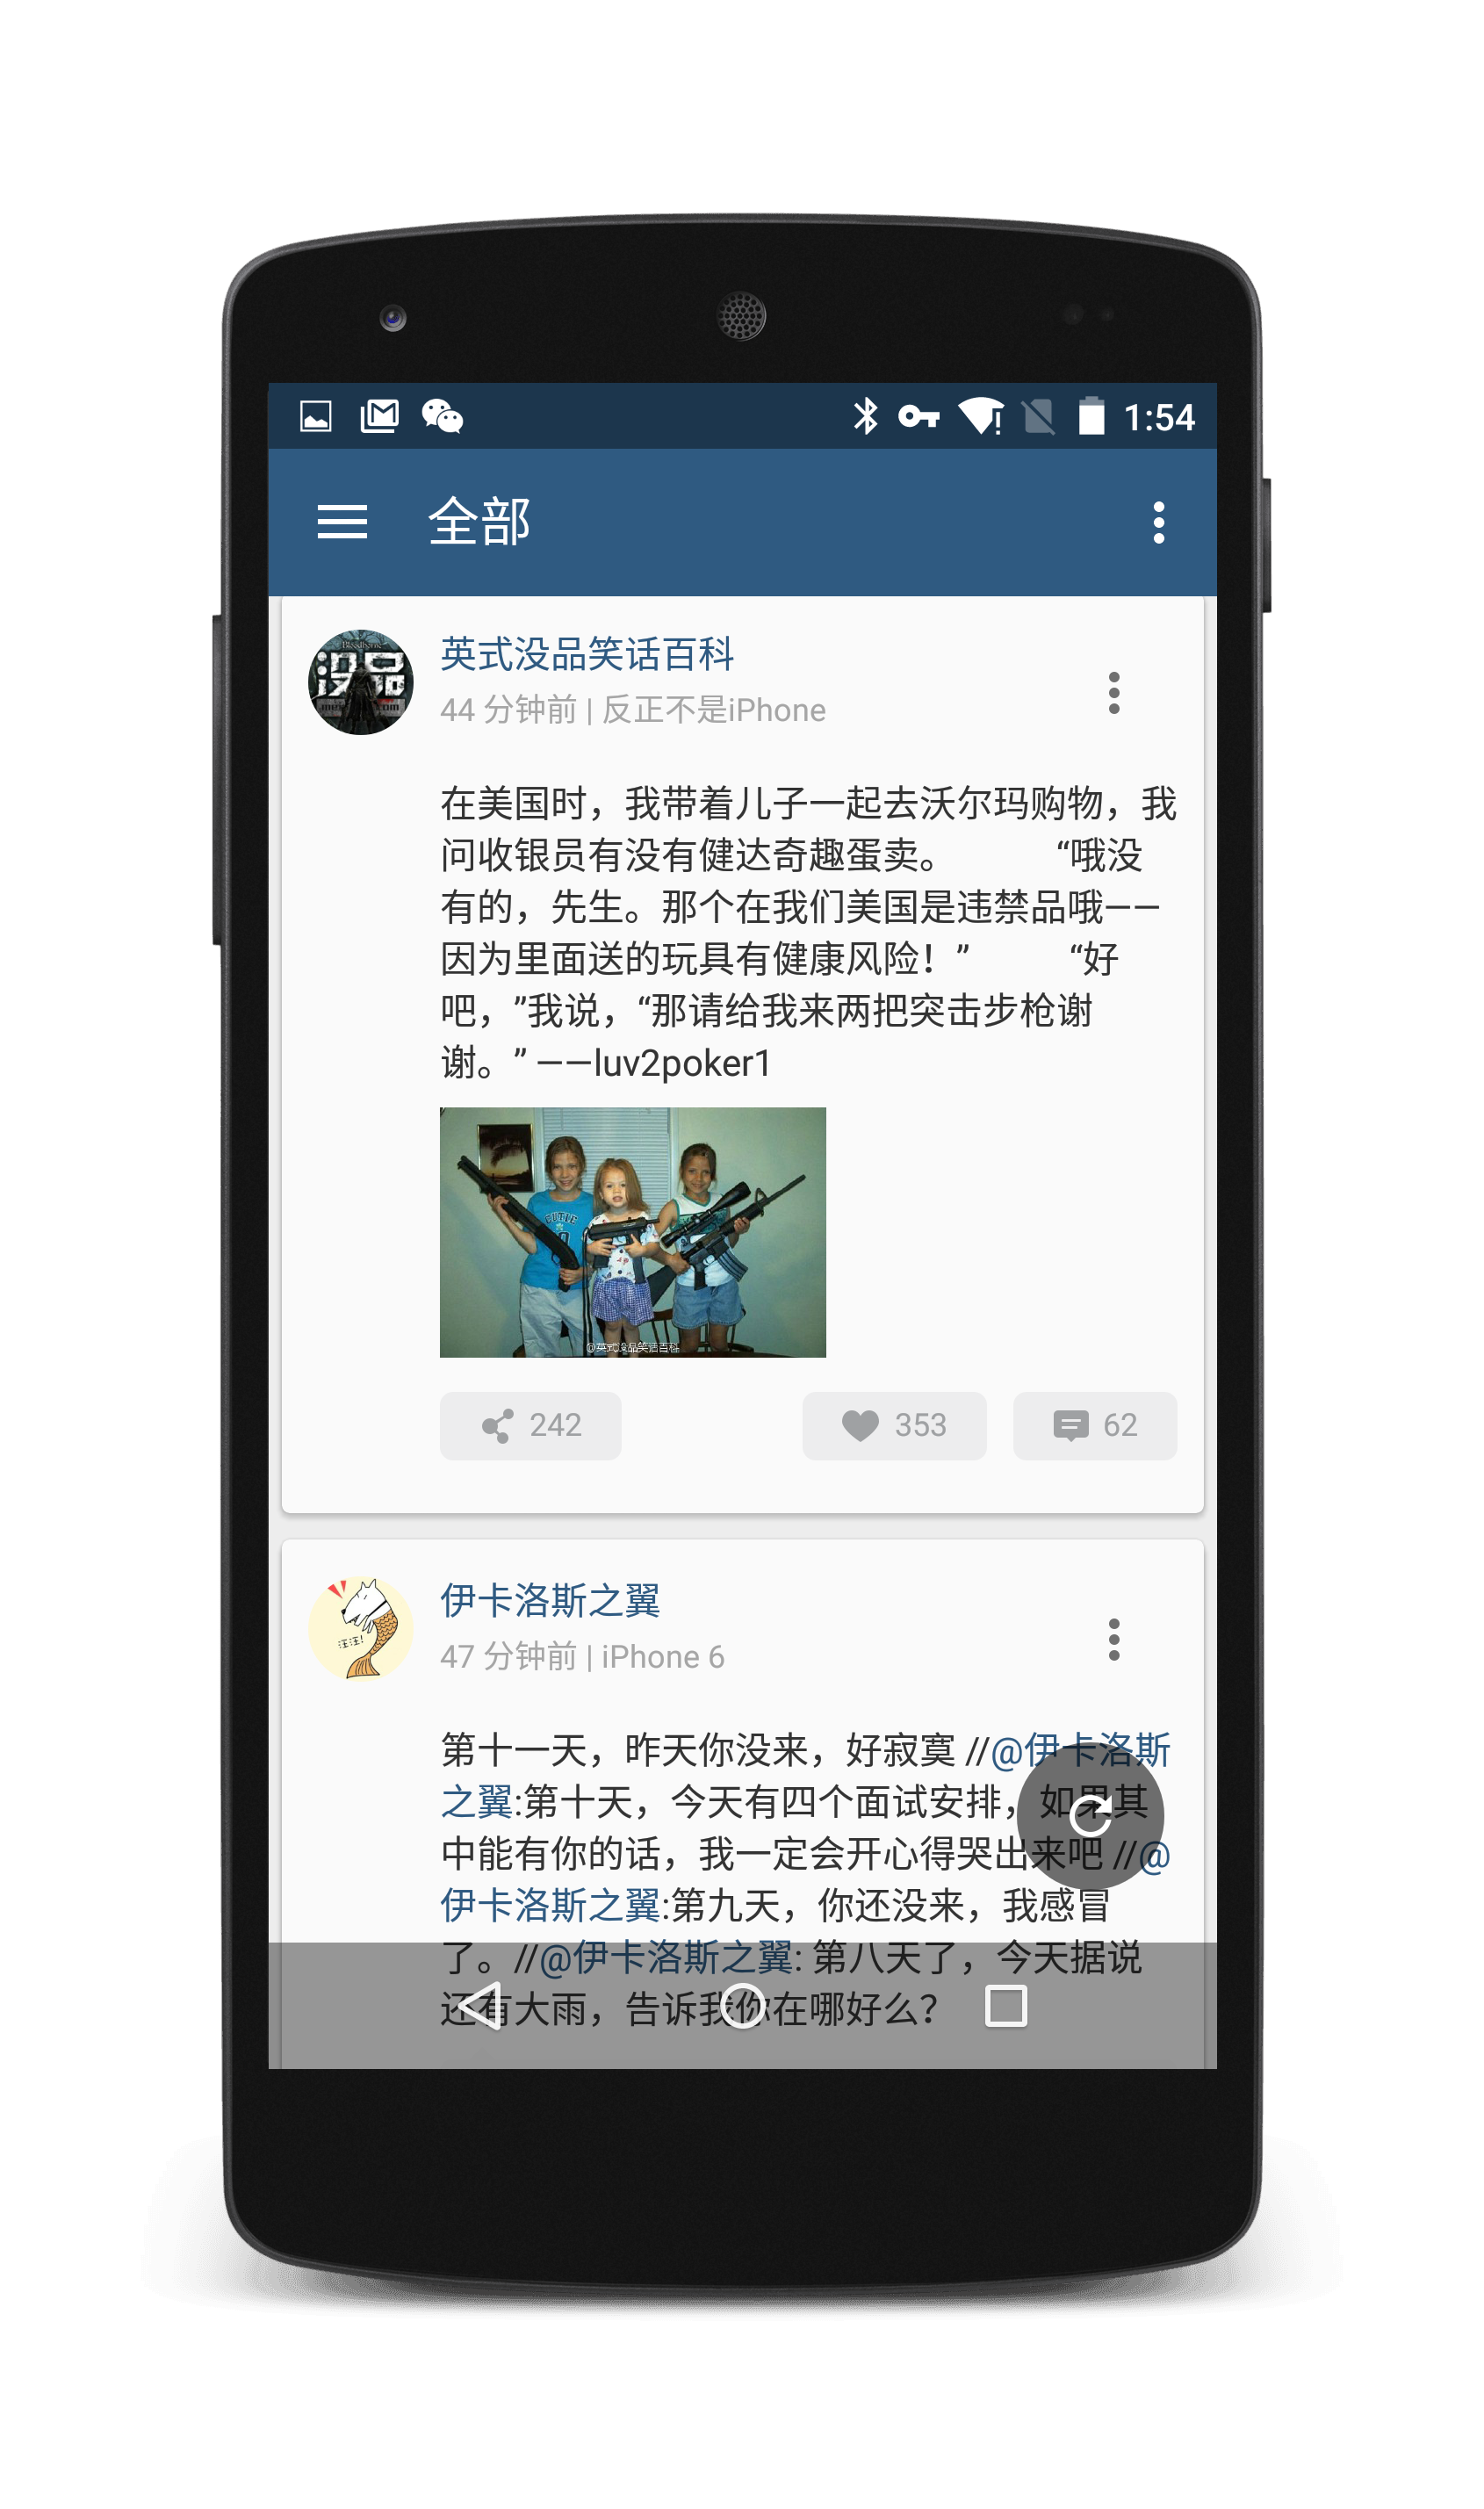 1:54
全部
英式没品笑话百科
44 分钟前 | 反正不是iPhone
在美国时，我带着儿子一起去沃尔玛购物，我
问收银员有没有健达奇趣蛋卖。 “哦没
有的，先生。那个在我们美国是违禁品哦——
因为里面送的玩具有健康风险！” “好
吧，”我说，“那请给我来两把突击步枪谢
谢。” ——luv2poker1
CUTIE
@英式没品笑话百科
242 353 62
伊卡洛斯之翼
汪汪!
47 分钟前 | iPhone 6
第十一天，昨天你没来，好寂寞 //@伊卡洛斯
之翼:第十天，今天有四个面试安排，如果其
中能有你的话，我一定会开心得哭出来吧 //@
伊卡洛斯之翼:第九天，你还没来，我感冒
了。//@伊卡洛斯之翼: 第八天了，今天据说
还有大雨，告诉我你在哪好么？